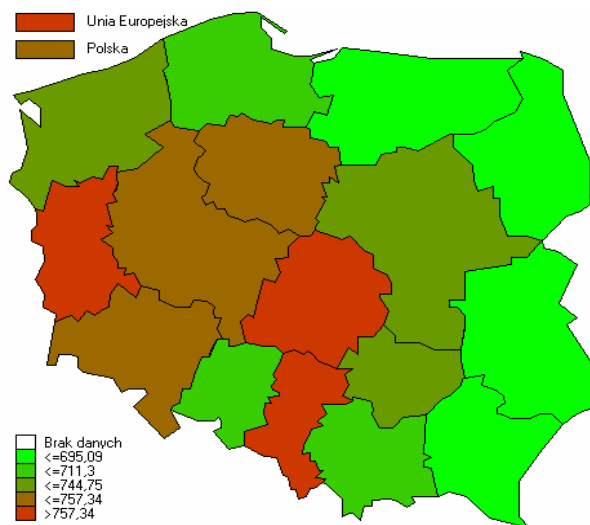 Unia Europejska
Polska
Brak danych
<=695,09
<=711,3
<=744,75
<=757,34
>757,34